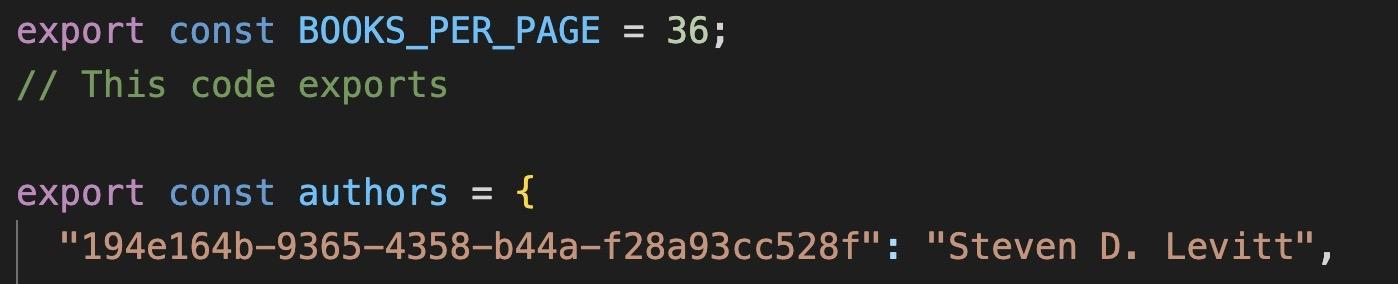 export const BOOKS_PER_PAGE = 36;
// This code exports
export const authors = {
"194e164b-9365-4358-b44a-f28a93cc528f": "Steven D. Levitt",